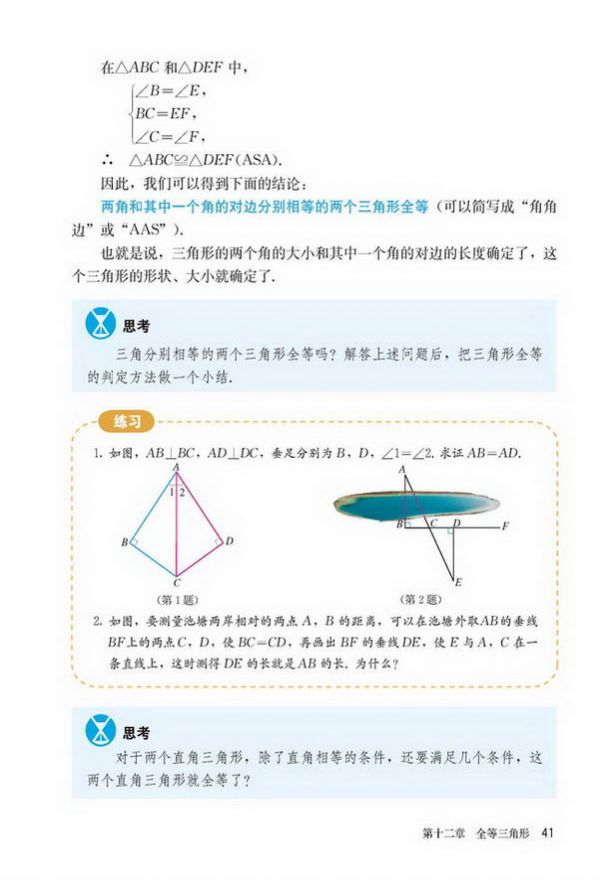 在△ABC 和△DEF 中，
∠B=∠E，
BC=EF，
∠C=∠F，
∴ △ABC≌△DEF(ASA).
因此，我们可以得到下面的结论：
两角和其中一个角的对边分别相等的两个三角形全等（可以简写成“角角
边”或“AAS”）.
也就是说，三角形的两个角的大小和其中一个角的对边的长度确定了，这
个三角形的形状、大小就确定了.
思考
三角分别相等的两个三角形全等吗？解答上述问题后，把三角形全等
的判定方法做一个小结.
练习
1. 如图，AB⊥BC，AD⊥DC，垂足分别为 B，D，∠1=∠2. 求证 AB=AD.
A
1 2
B
D
C
（第 1 题）
A
B C D F
E
（第 2 题）
2. 如图，要测量池塘两岸相对的两点 A，B 的距离，可以在池塘外取AB的垂线
BF上的两点C，D，使 BC=CD，再画出 BF 的垂线DE，使 E 与 A，C 在一
条直线上，这时测得 DE 的长就是AB 的长. 为什么？
思考
对于两个直角三角形，除了直角相等的条件，还要满足几个条件，这
两个直角三角形就全等了？
第十二章 全等三角形 41